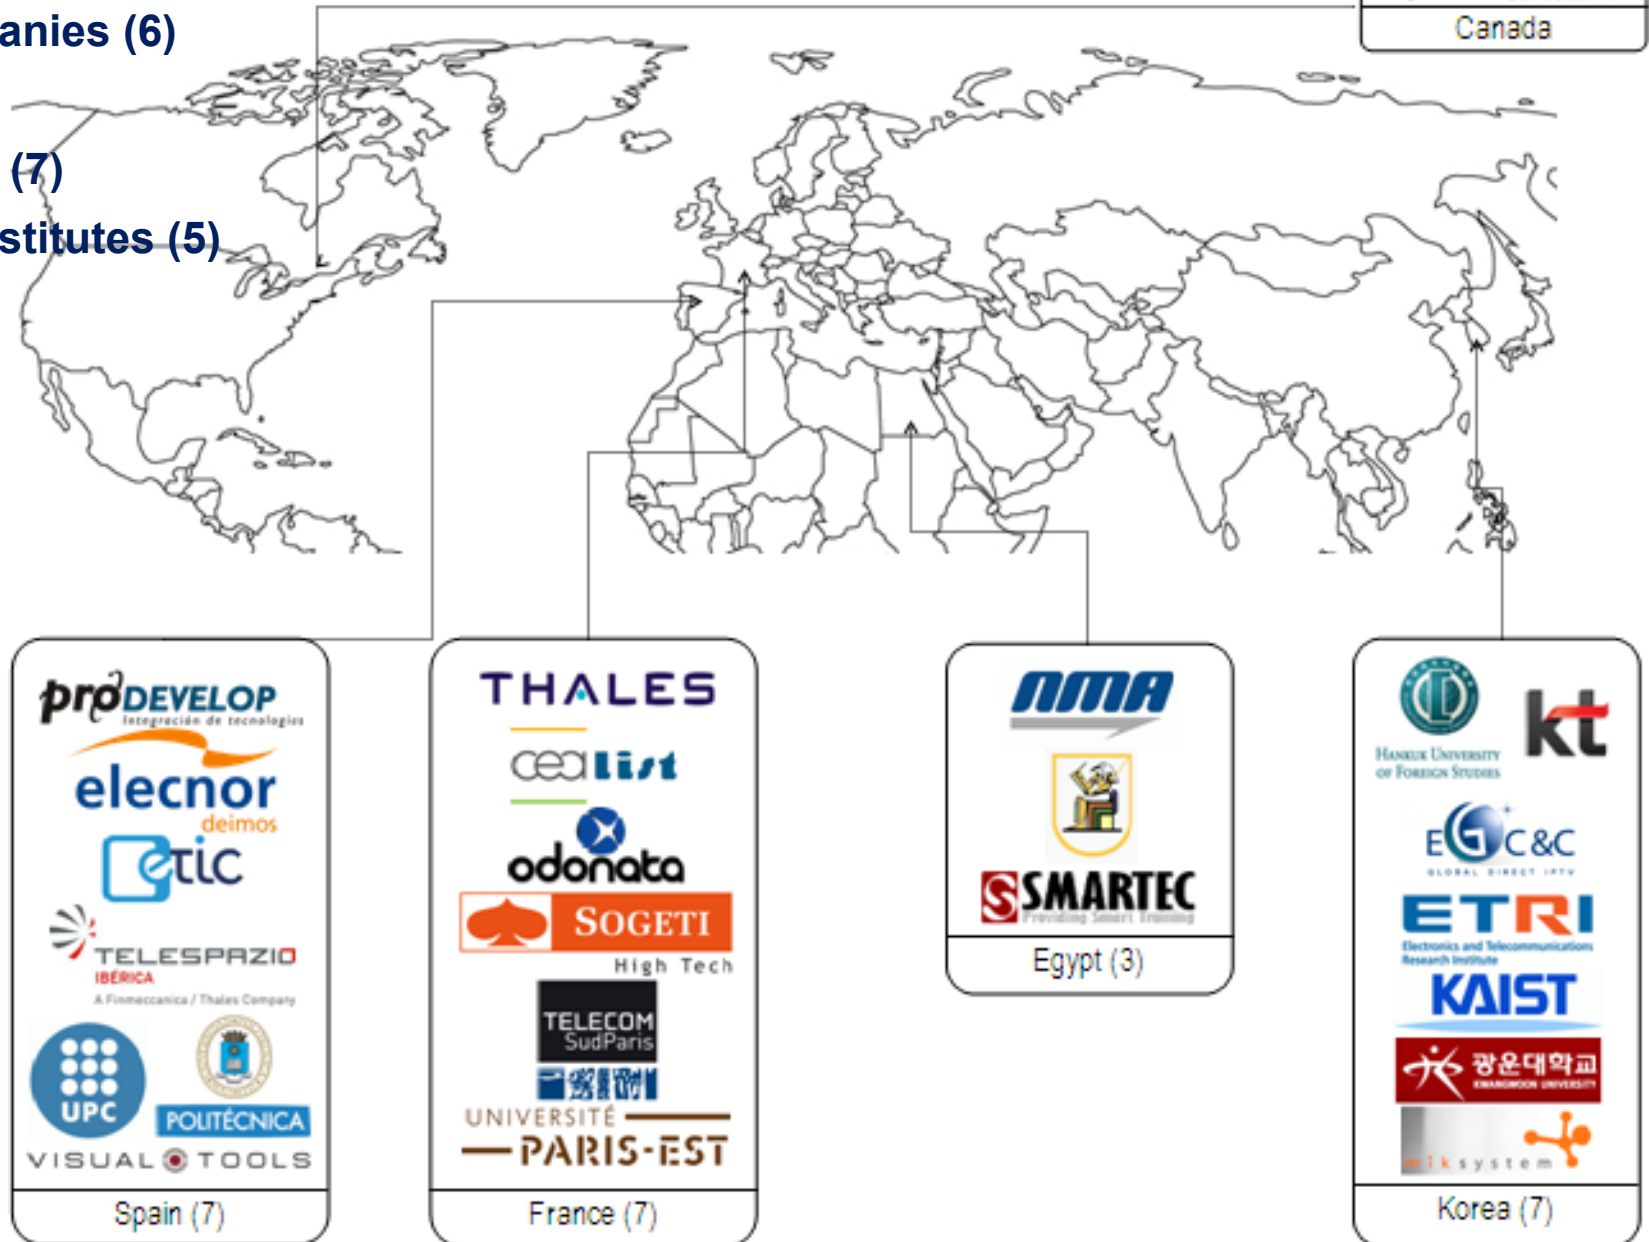 anies (6)
Canada
(7)
stitutes (5)
proDEVELOP
Integración de tecnologías
elecnor
deimos
eTIC
TELESPAZIO
IBÉRICA
A Finmeccanica / Thales Company
UPC
POLITÉCNICA
VISUAL TOOLS
Spain (7)
THALES
cea list
odonata
SOGETI
High Tech
TELECOM
SudParis
UNIVERSITÉ
PARIS-EST
France (7)
NMA
SMARTEC
Providing Smart Training
Egypt (3)
HANKUK UNIVERSITY
OF FOREIGN STUDIES
kt
EGC&C
GLOBAL DIRECT IPTV
ETRI
Electronics and Telecommunications
Research Institute
KAIST
광운대학교
KWANGWOON UNIVERSITY
mlksystem
Korea (7)